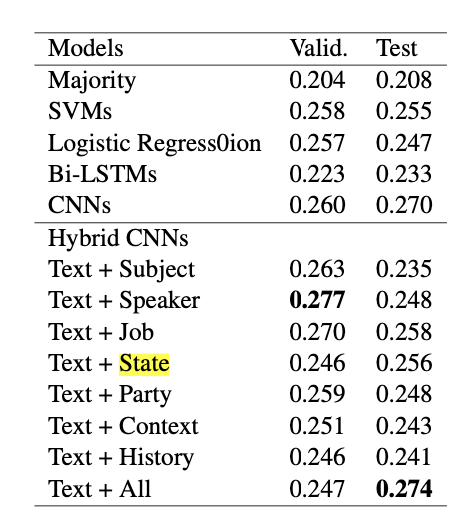 Models Valid. Test
Majority 0.204 0.208
SVMs 0.258 0.255
Logistic Regress0ion 0.257 0.247
Bi-LSTMs 0.223 0.233
CNNs 0.260 0.270
Hybrid CNNs
Text + Subject 0.263 0.235
Text + Speaker 0.277 0.248
Text + Job 0.270 0.258
Text + State 0.246 0.256
Text + Party 0.259 0.248
Text + Context 0.251 0.243
Text + History 0.246 0.241
Text + All 0.247 0.274